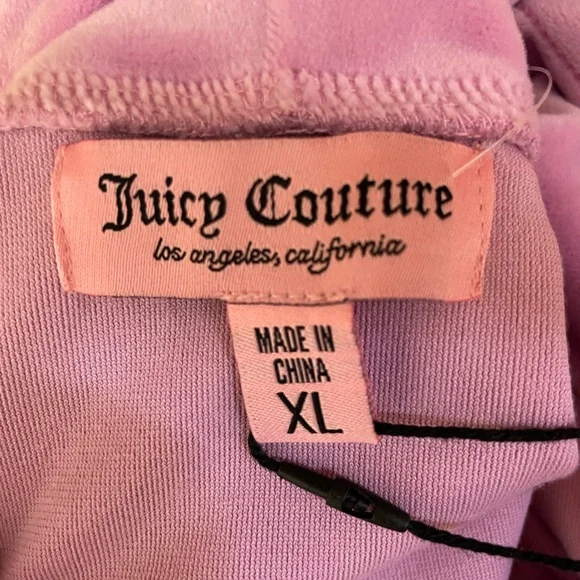 Juicy Couture
los angeles, california
MADE IN
CHINA
XL